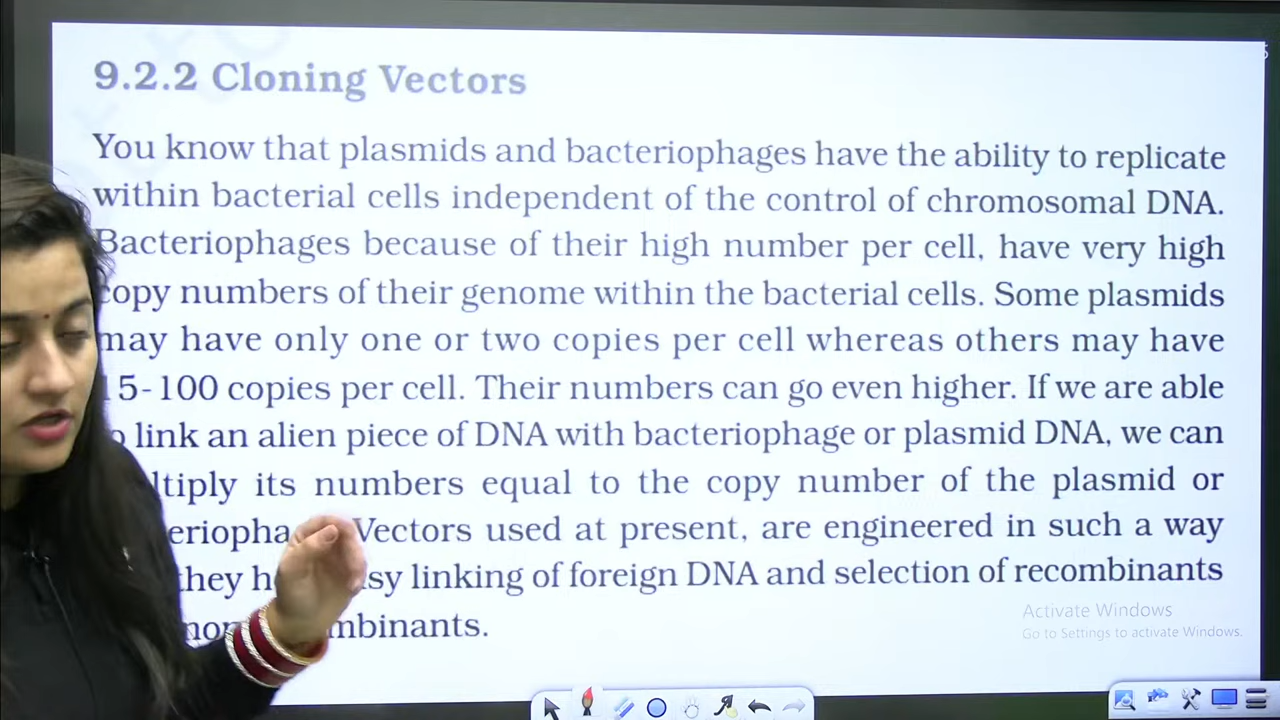 9.2.2 Cloning Vectors
You know that plasmids and bacteriophages have the ability to replicate
within bacterial cells independent of the control of chromosomal DNA.
Bacteriophages because of their high number per cell, have very high
copy numbers of their genome within the bacterial cells. Some plasmids
may have only one or two copies per cell whereas others may have
15-100 copies per cell. Their numbers can go even higher. If we are able
link an alien piece of DNA with bacteriophage or plasmid DNA, we can
tiply its numbers equal to the copy number of the plasmid or
eriopha Vectors used at present, are engineered in such a way
they h sy linking of foreign DNA and selection of recombinants
mbinants.
Activate Windows
Go to Settings to activate Windows.